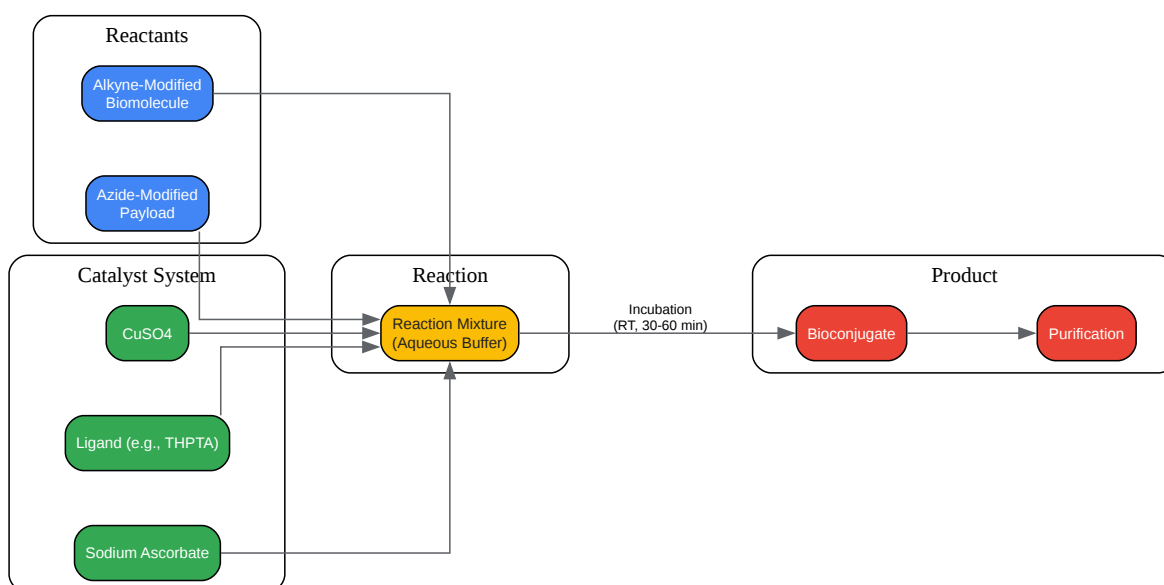 Reactants
Alkyne-Modified
Biomolecule
Azide-Modified
Payload
Catalyst System
CuSO4
Ligand (e.g., THPTA)
Sodium Ascorbate
Reaction
Reaction Mixture
(Aqueous Buffer)
Incubation
(RT, 30-60 min)
Product
Bioconjugate
Purification